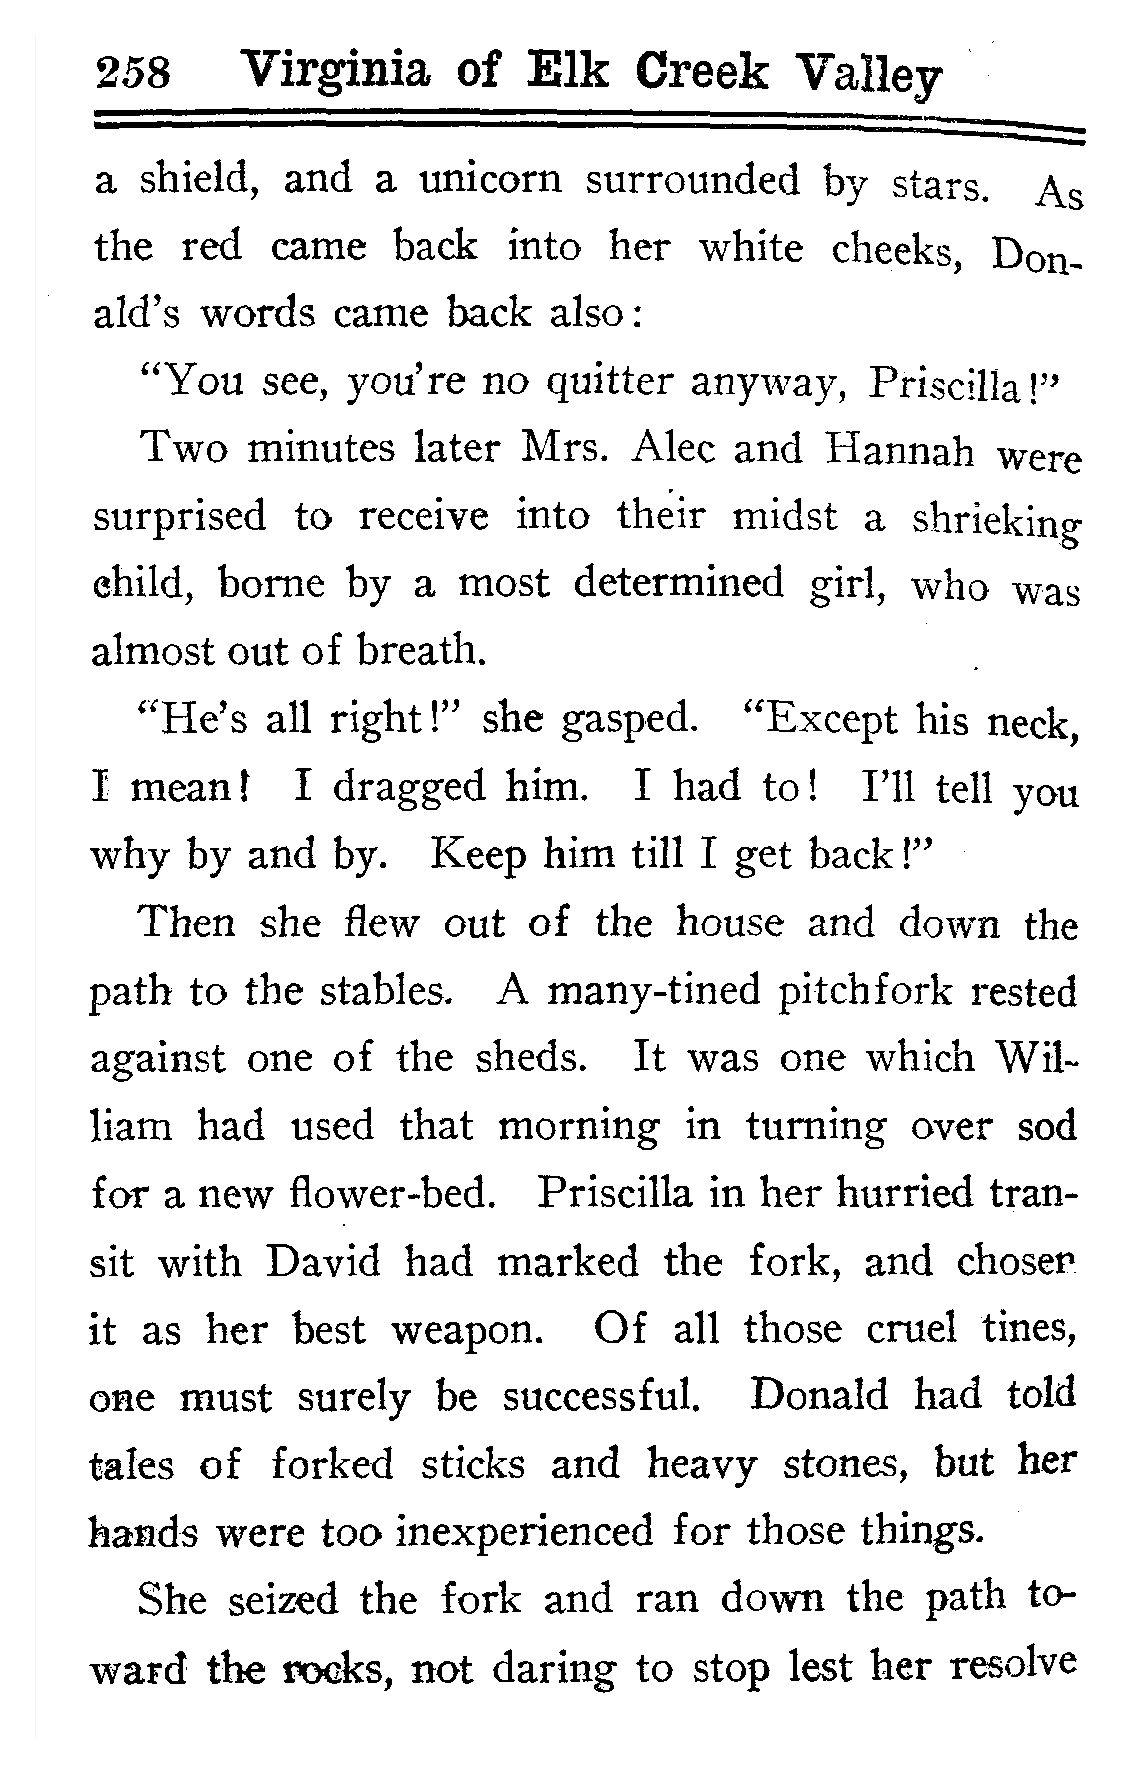 258 Virginia of Elk Creek Valley
a shield, and a unicorn surrounded by stars. As
the red came back into her white cheeks, Don-
ald's words came back also:
"You see, you're no quitter anyway, Priscilla!"
Two minutes later Mrs. Alec and Hannah were
surprised to receive into their midst a shrieking
child, borne by a most determined girl, who was
almost out of breath.
"He's all right!" she gasped. "Except his neck,
I mean! I dragged him. I had to! I'll tell you
why by and by. Keep him till I get back!"
Then she flew out of the house and down the
path to the stables. A many-tined pitchfork rested
against one of the sheds. It was one which Wil-
liam had used that morning in turning over sod
for a new flower-bed. Priscilla in her hurried tran-
sit with David had marked the fork, and chosen
it as her best weapon. Of all those cruel tines,
one must surely be successful. Donald had told
tales of forked sticks and heavy stones, but her
hands were too inexperienced for those things.
She seized the fork and ran down the path to-
ward the rocks, not daring to stop lest her resolve